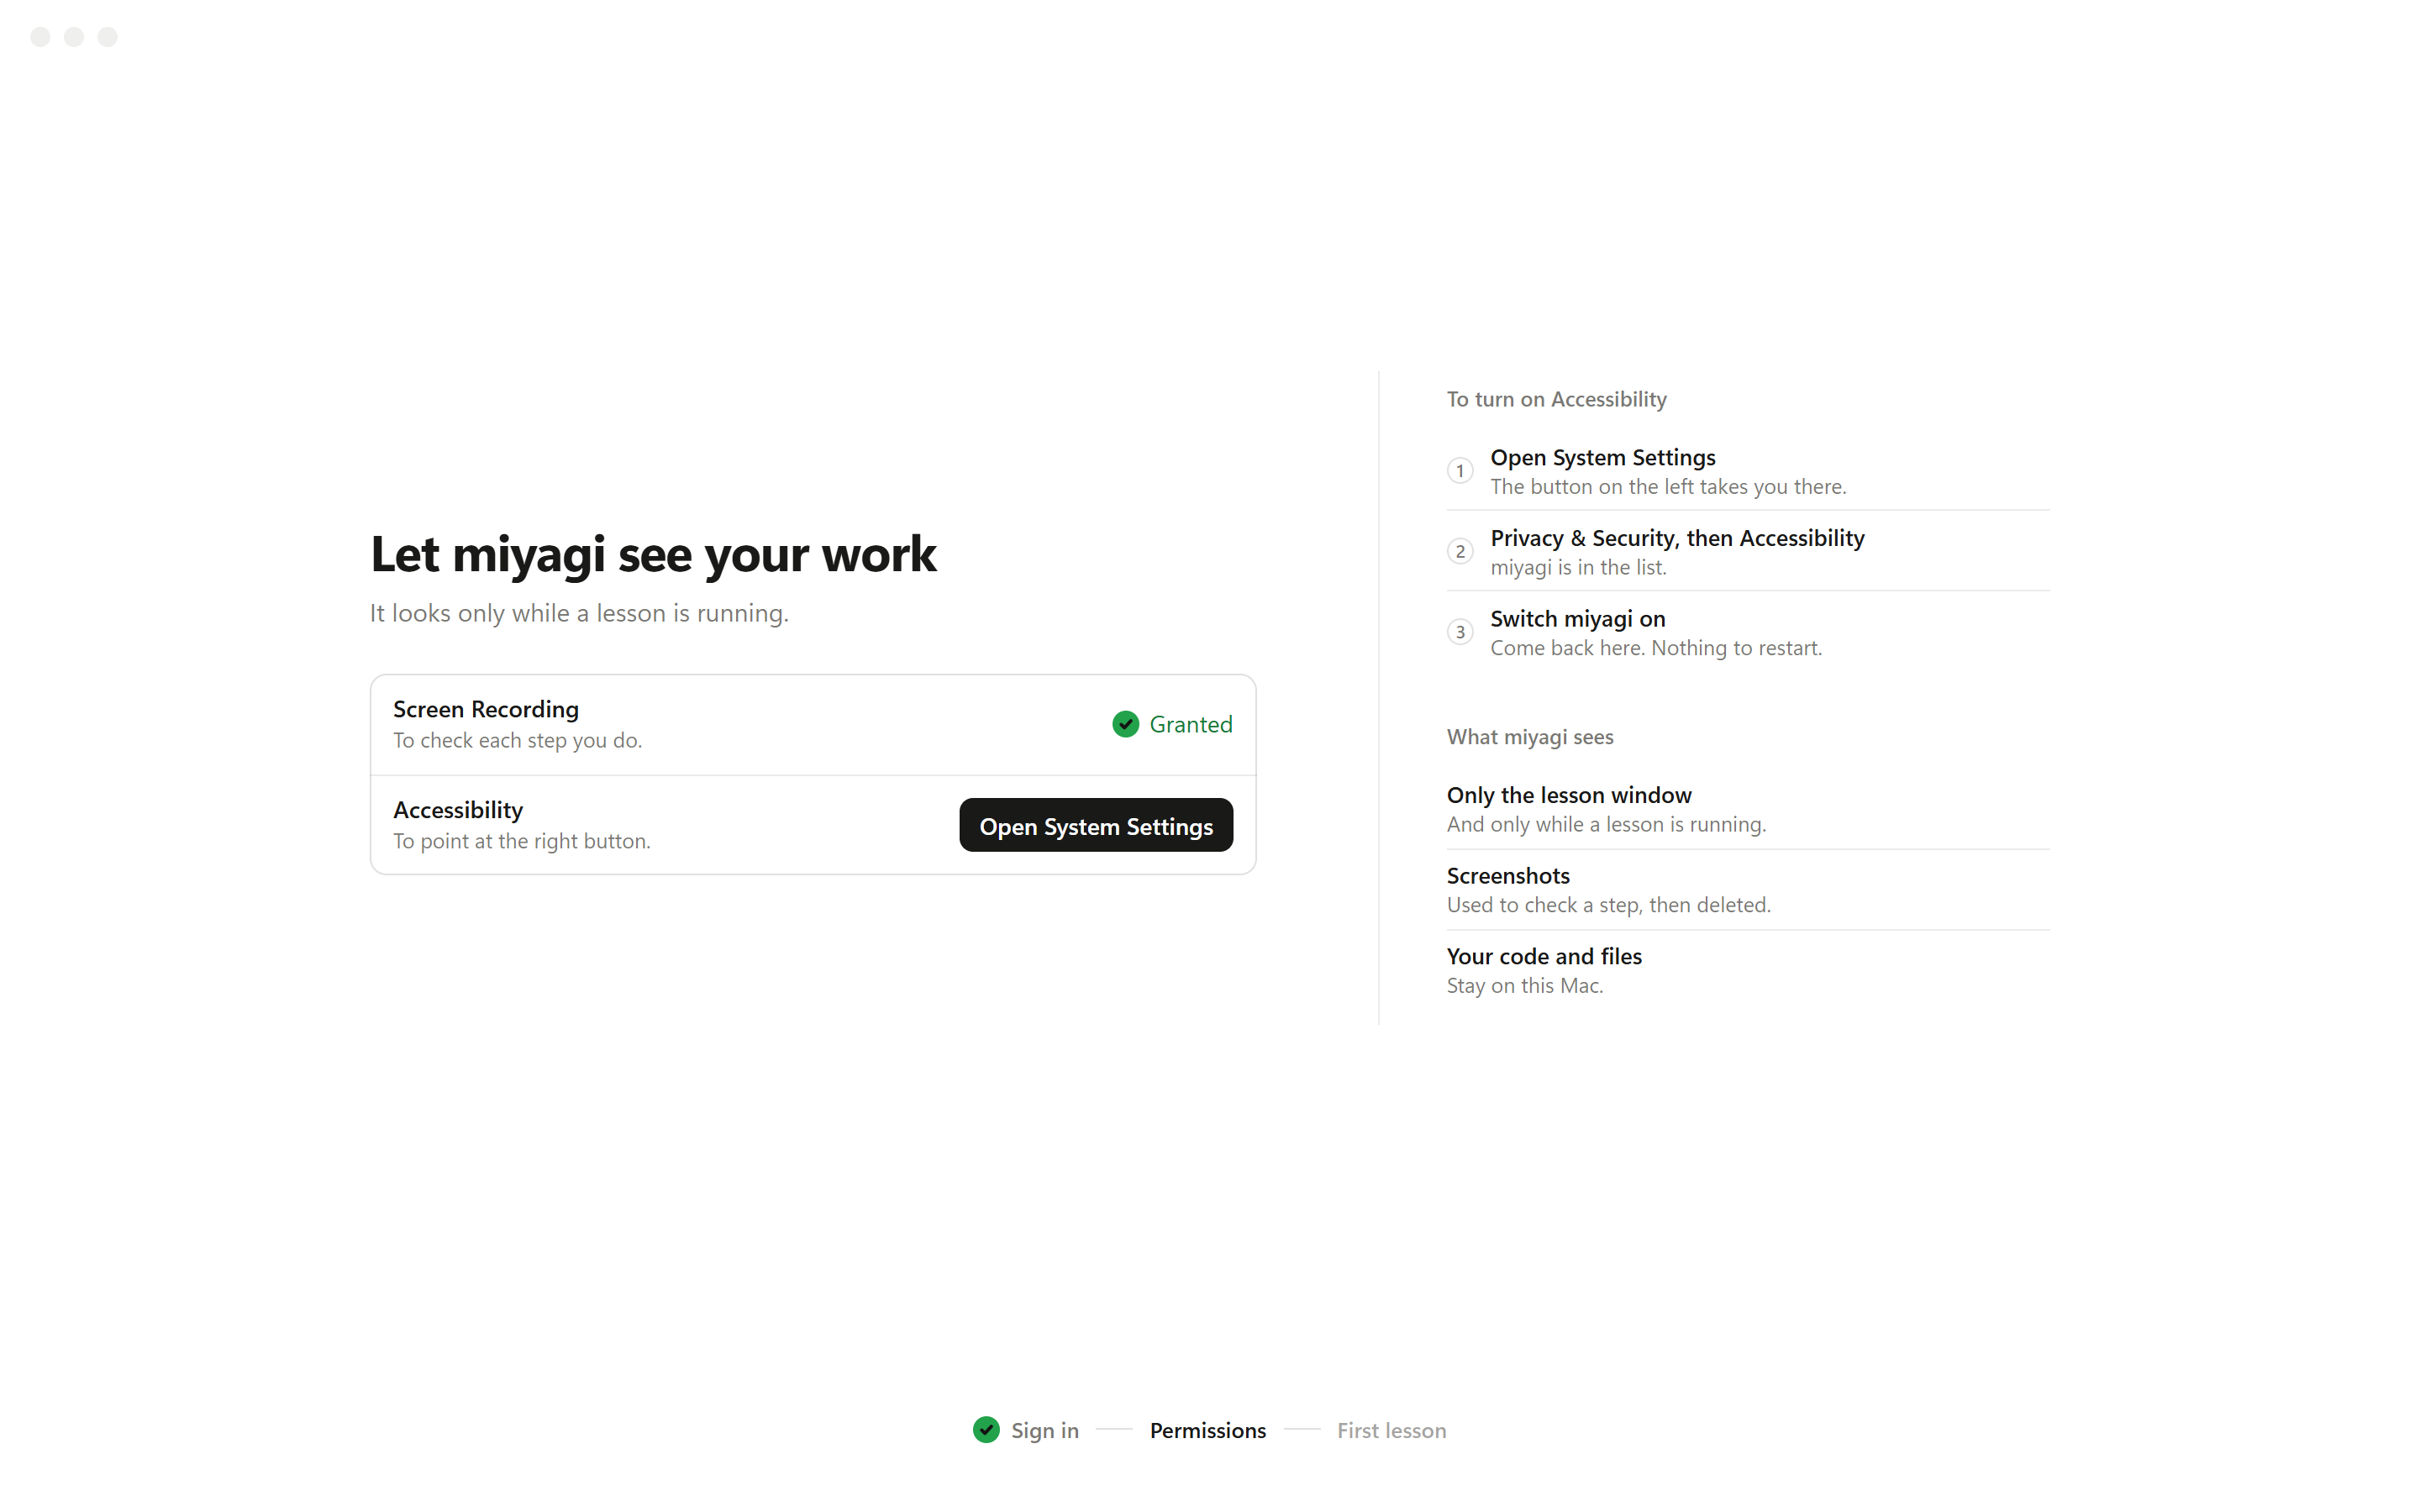 Let miyagi see your work
It looks only while a lesson is running.
Screen Recording
To check each step you do.
Granted
Accessibility
To point at the right button.
Open System Settings
To turn on Accessibility
1
Open System Settings
The button on the left takes you there.
2
Privacy & Security, then Accessibility
miyagi is in the list.
3
Switch miyagi on
Come back here. Nothing to restart.
What miyagi sees
Only the lesson window
And only while a lesson is running.
Screenshots
Used to check a step, then deleted.
Your code and files
Stay on this Mac.
Sign in
Permissions
First lesson